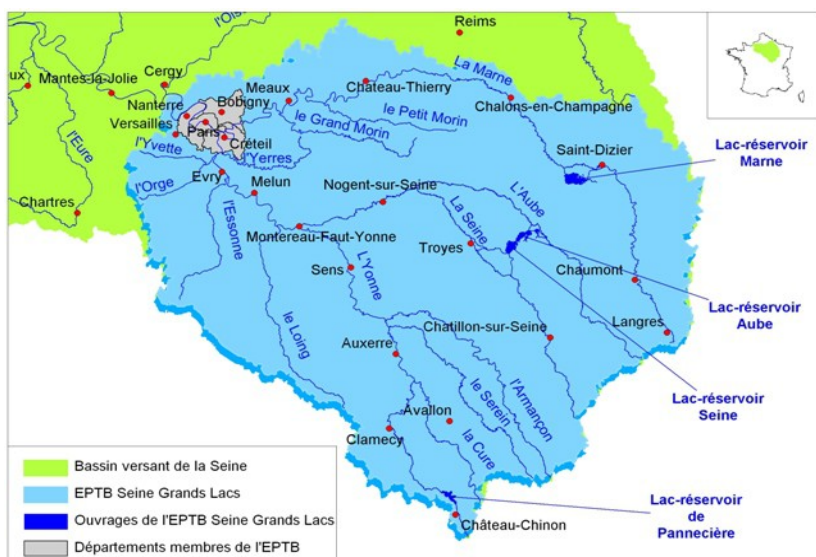 Reims
l'Oise
La Marne
Cergy
ux
Mantes-la-Jolie
Meaux
Château-Thierry
Nanterre
Bobigny
le Petit Morin
Chalons-en-Champagne
Versailles
Paris
le Grand Morin
l'Eure
Créteil
l'Yvette
l'Yerres
Saint-Dizier
Lac-réservoir
Marne
Evry
Melun
Nogent-sur-Seine
L'Aube
l'Orge
Chartres
l'Essonne
La Seine
Montereau-Faut-Yonne
Troyes
Sens
L'Yonne
Chaumont
Lac-réservoir
Aube
le Loing
Chatillon-sur-Seine
Langres
Auxerre
l'Armançon
le Serein
Lac-réservoir
Seine
Avallon
Clamecy
la Cure
Bassin versant de la Seine
EPTB Seine Grands Lacs
Ouvrages de l'EPTB Seine Grands Lacs
Départements membres de l'EPTB
Lac-réservoir
de
Pannecière
Château-Chinon